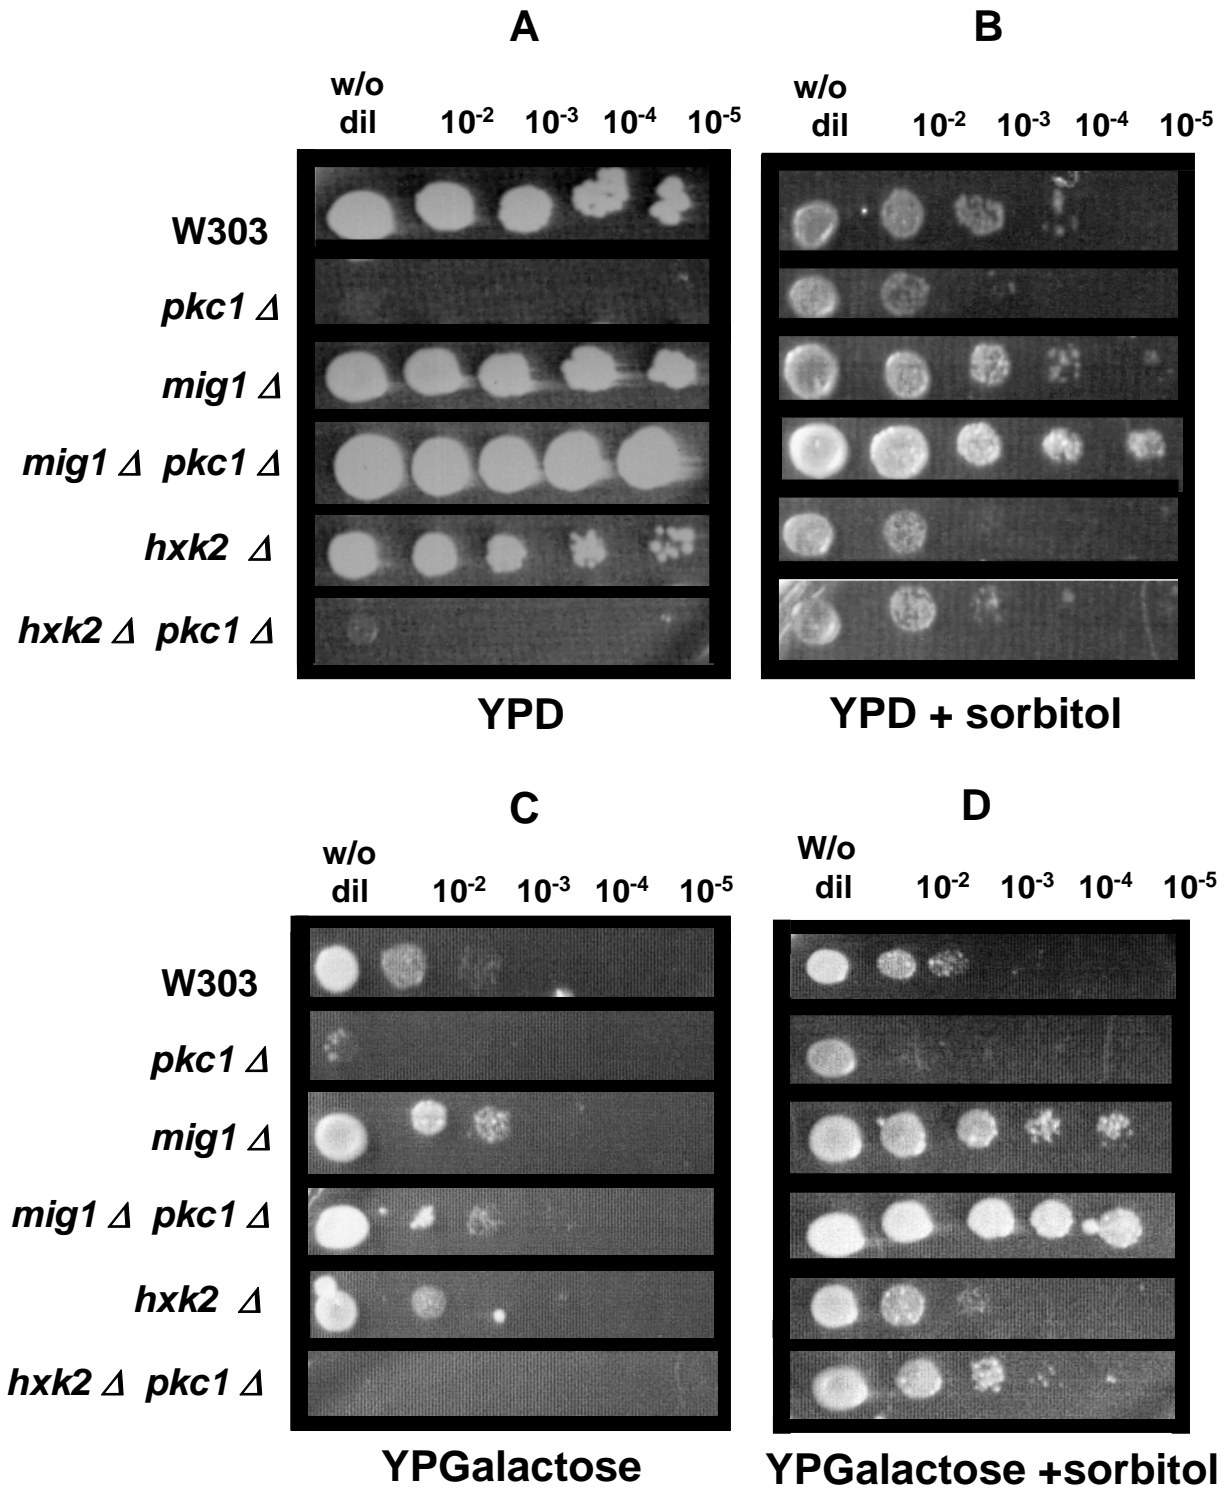 A
B
w/o
dil 10-2 10-3 10-4 10-5
w/o
dil 10-2 10-3 10-4 10-5
W303
pkc1 Δ
mig1 Δ
mig1 Δ pkc1 Δ
hxk2 Δ
hxk2 Δ pkc1 Δ
YPD
YPD + sorbitol
C
D
w/o
dil 10-2 10-3 10-4 10-5
W/o
dil 10-2 10-3 10-4 10-5
W303
pkc1 Δ
mig1 Δ
mig1 Δ pkc1 Δ
hxk2 Δ
hxk2 Δ pkc1 Δ
YPGalactose
YPGalactose +sorbitol